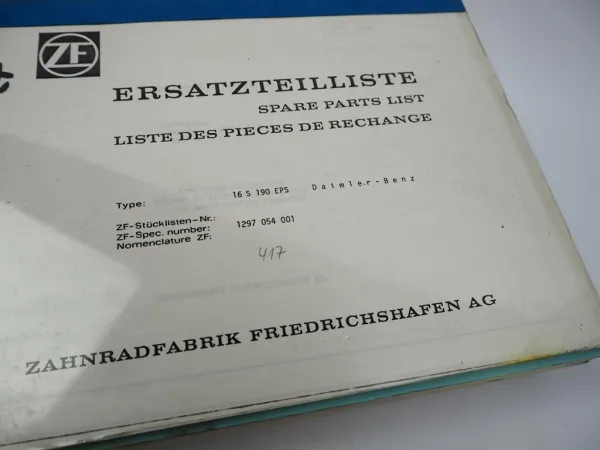 ZF
ERSATZTEILLISTE
SPARE PARTS LIST
LISTE DES PIECES DE RECHANGE
Type: 16 S 190 EPS Daimler-Benz
ZF-Stücklisten-Nr.:
ZF-Spec. number: 1297 054 001
Nomenclature ZF:
417
ZAHNRADFABRIK FRIEDRICHSHAFEN AG